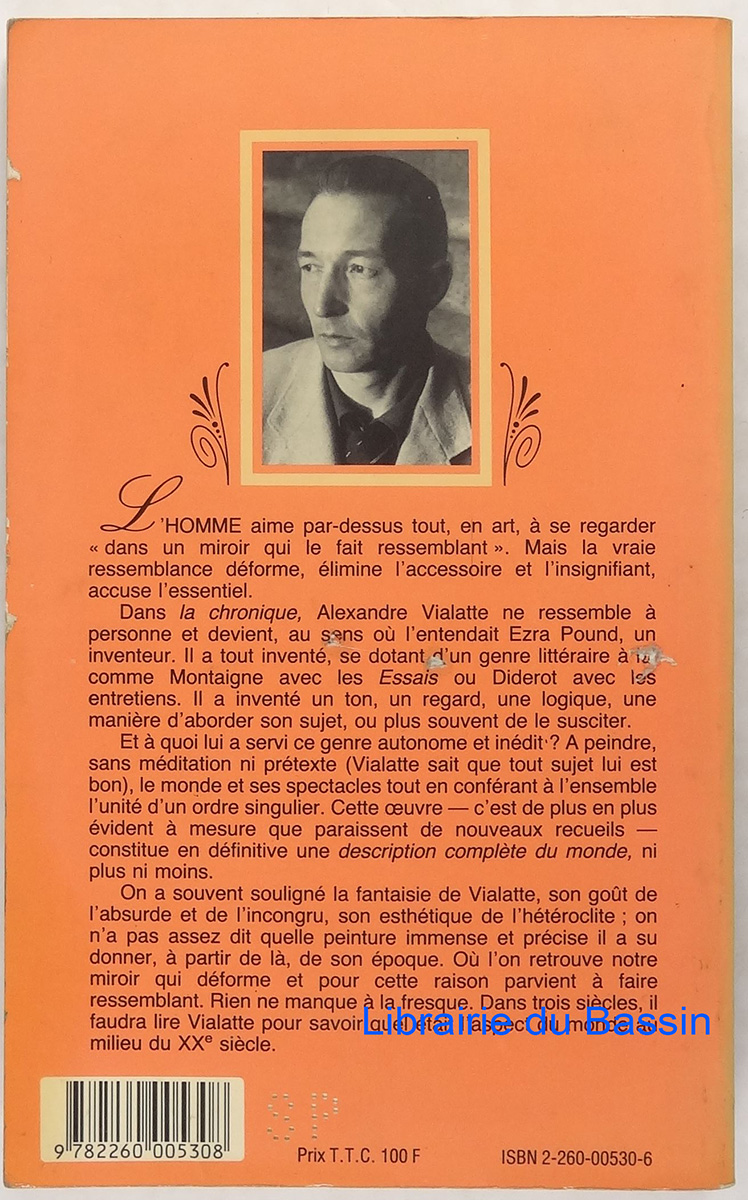 L'HOMME aime par-dessus tout, en art, à se regarder
« dans un miroir qui le fait ressemblant ». Mais la vraie
ressemblance déforme, élimine l'accessoire et l'insignifiant,
accuse l'essentiel.
Dans la chronique, Alexandre Vialatte ne ressemble à
personne et devient, au sens où l'entendait Ezra Pound, un
inventeur. Il a tout inventé, se dotant d'un genre littéraire à
comme Montaigne avec les Essais ou Diderot avec les
entretiens. Il a inventé un ton, un regard, une logique, une
manière d'aborder son sujet, ou plus souvent de le susciter.
Et à quoi lui a servi ce genre autonome et inédit ? A peindre,
sans méditation ni prétexte (Vialatte sait que tout sujet lui est
bon), le monde et ses spectacles tout en conférant à l'ensemble
l'unité d'un ordre singulier. Cette œuvre — c'est de plus en plus
évident à mesure que paraissent de nouveaux recueils —
constitue en définitive une description complète du monde, ni
plus ni moins.
On a souvent souligné la fantaisie de Vialatte, son goût de
l'absurde et de l'incongru, son esthétique de l'hétéroclite ; on
n'a pas assez dit quelle peinture immense et précise il a su
donner, à partir de là, de son époque. Où l'on retrouve notre
miroir qui déforme et pour cette raison parvient à faire
ressemblant. Rien ne manque à la fresque. Dans trois siècles, il
faudra lire Vialatte pour savoir quel était l'aspect du monde au
milieu du XXe siècle.
Librairie du Bassin
9 782260 005308
SP
Prix T.T.C. 100 F
ISBN 2-260-00530-6